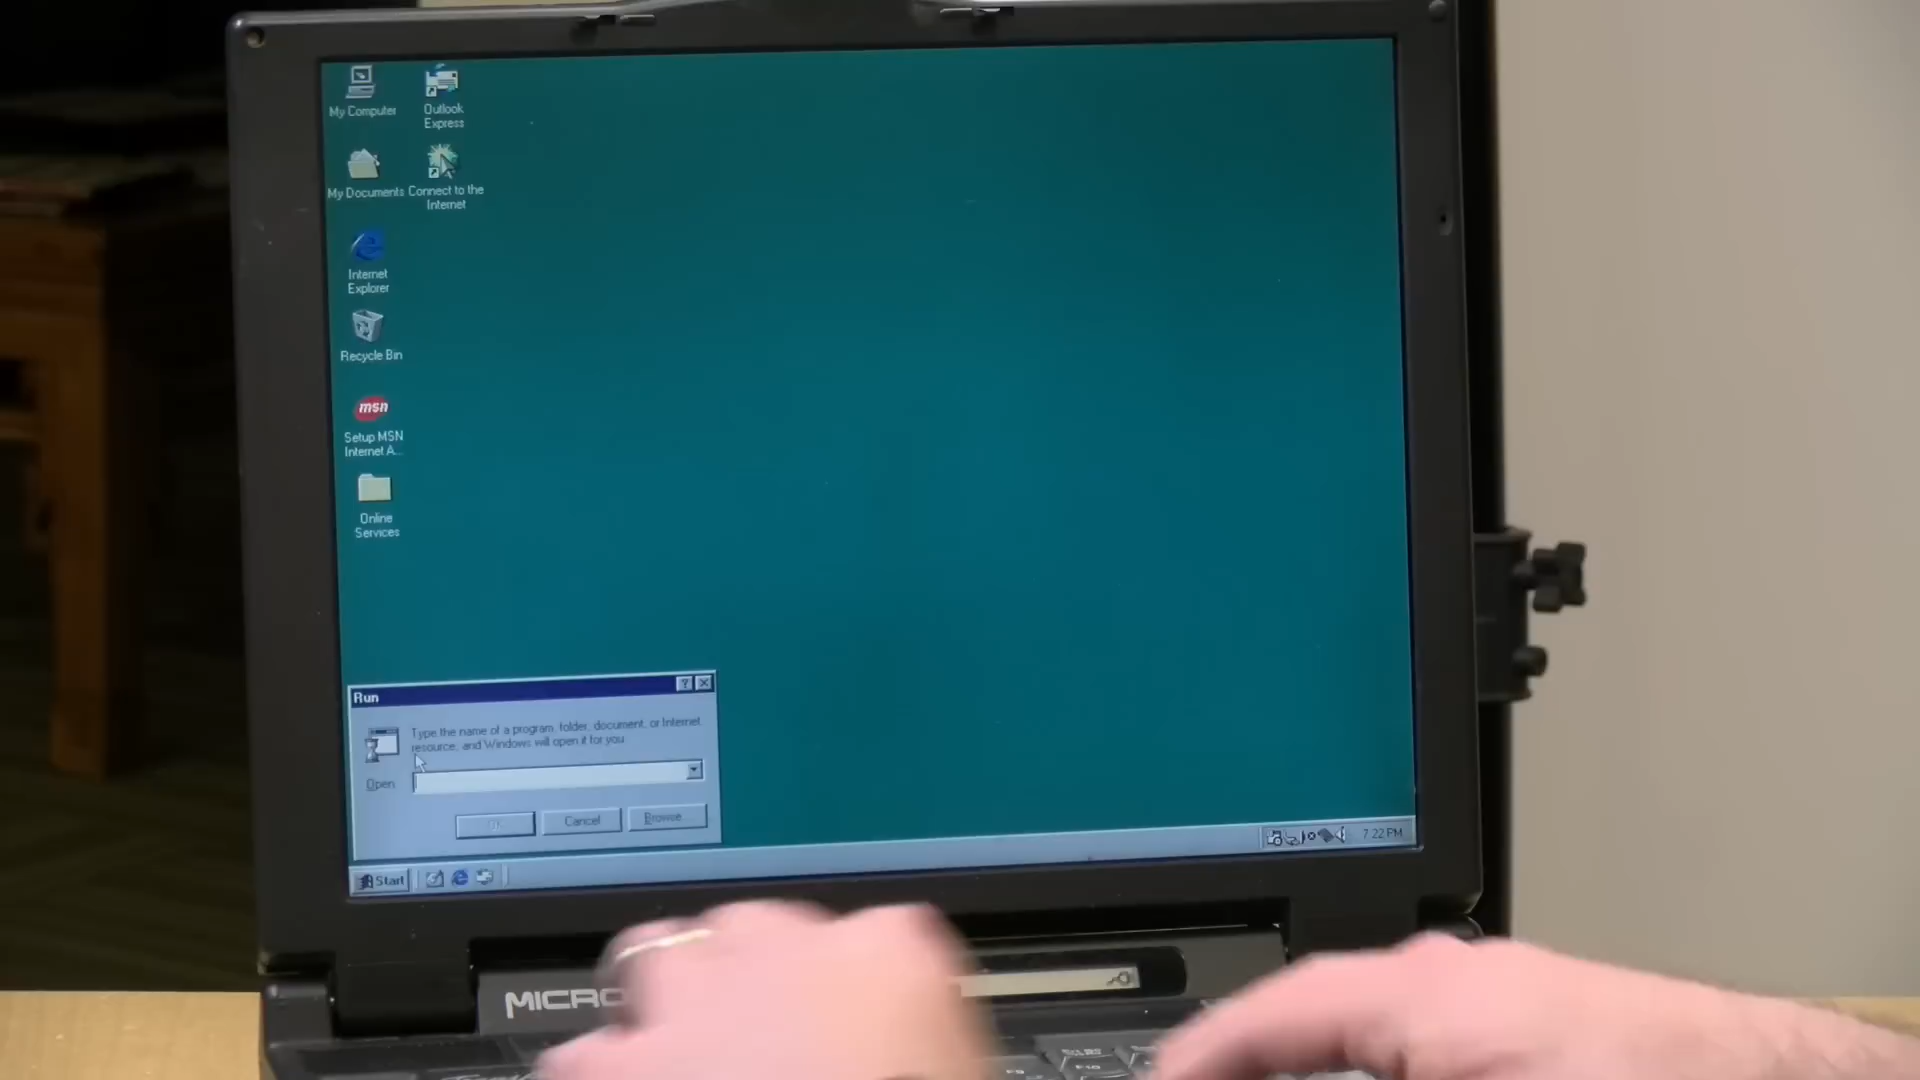 My Computer
Outlook
Express
My Documents
Connect to the
Internet
Internet
Explorer
Recycle Bin
msn
Setup MSN
Internet A...
Online
Services
Run
Type the name of a program, folder, document, or Internet
resource, and Windows will open it for you.
Open:
Cancel
Browse...
Start
7:22 PM
MICRO
F9
F10